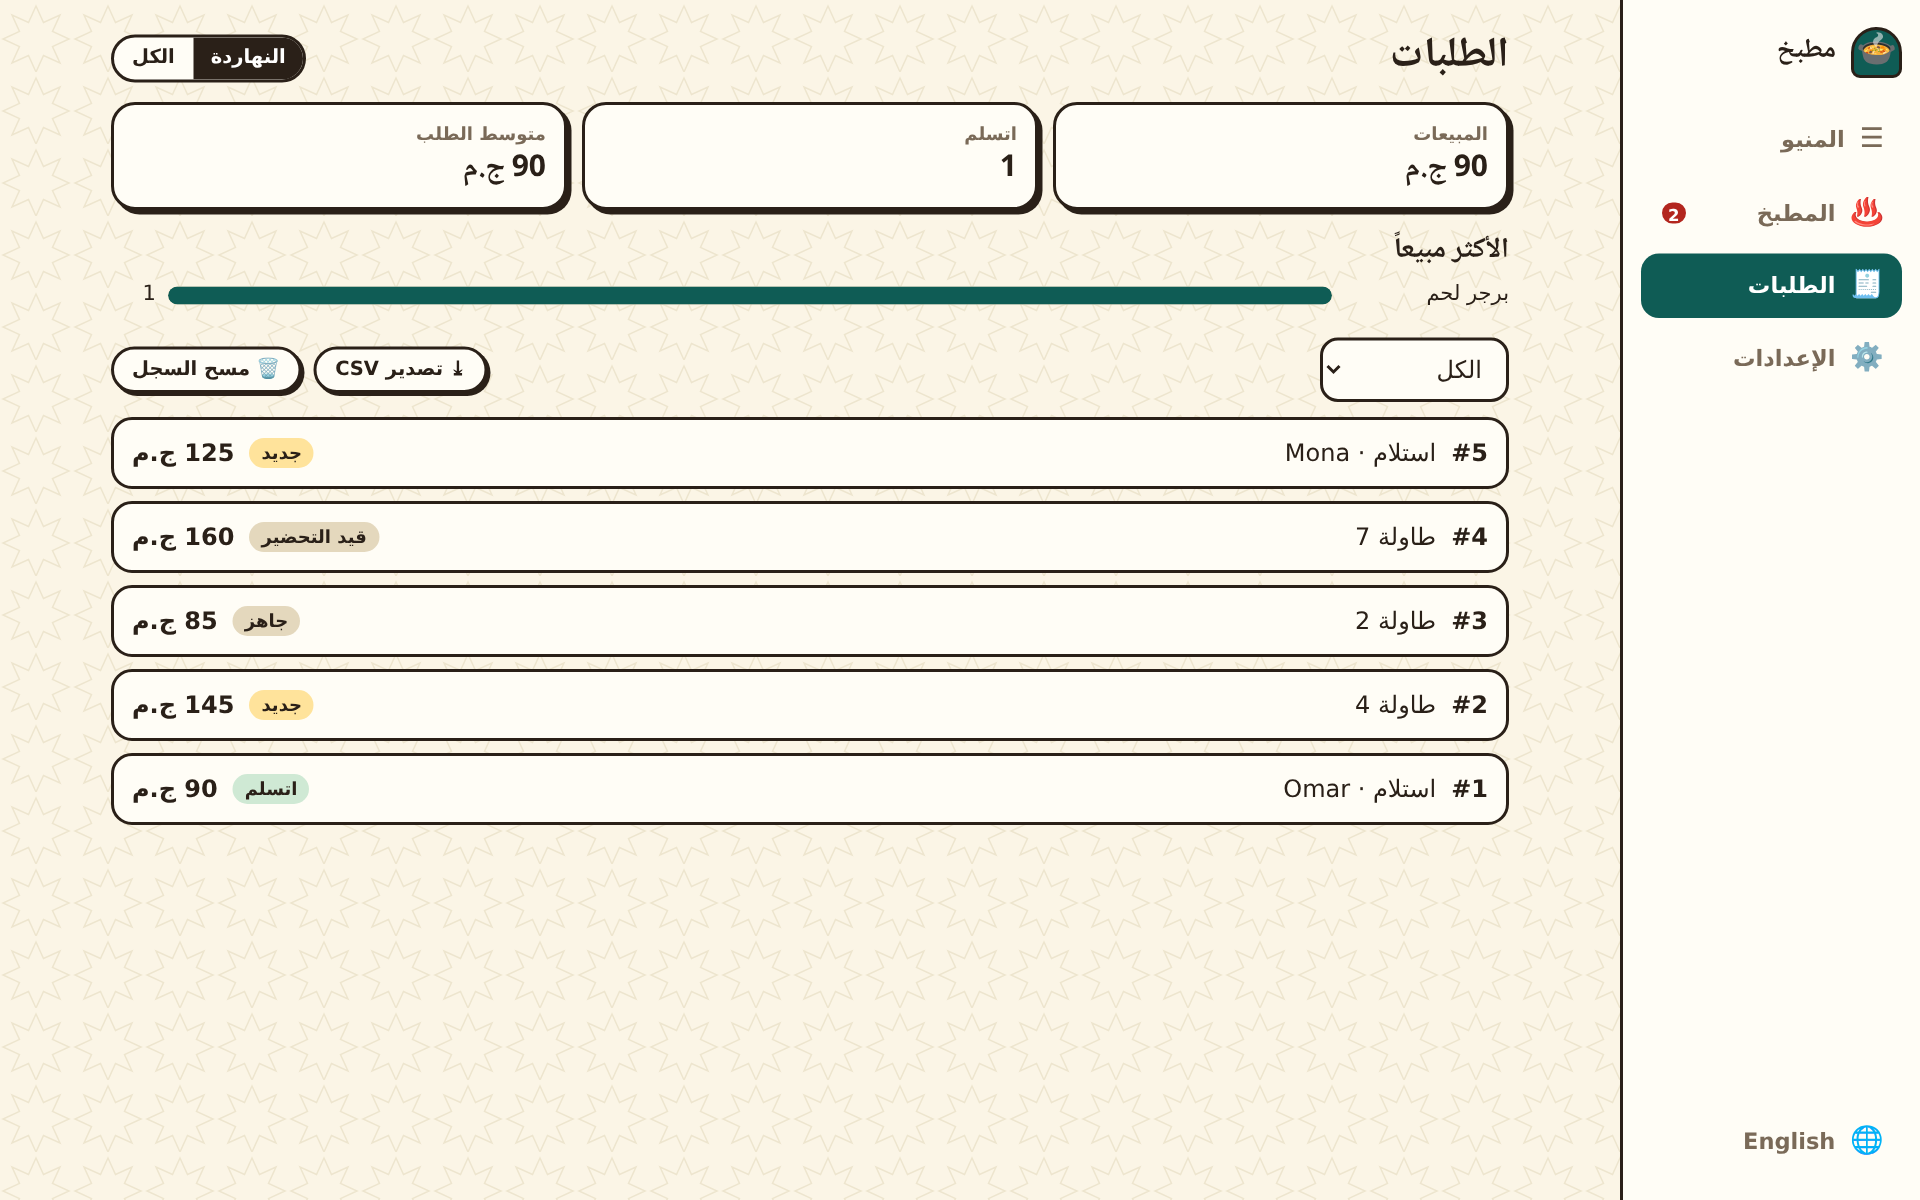 مطبخ
المنيو
المطبخ 2
الطلبات
الإعدادات
English
الطلبات
النهاردة الكل
المبيعات
90 ج.م
اتسلم
1
متوسط الطلب
90 ج.م
الأكثر مبيعاً
برجر لحم 1
الكل
⤓ تصدير CSV
مسح السجل
#5 استلام · Mona جديد 125 ج.م
#4 طاولة 7 قيد التحضير 160 ج.م
#3 طاولة 2 جاهز 85 ج.م
#2 طاولة 4 جديد 145 ج.م
#1 استلام · Omar اتسلم 90 ج.م